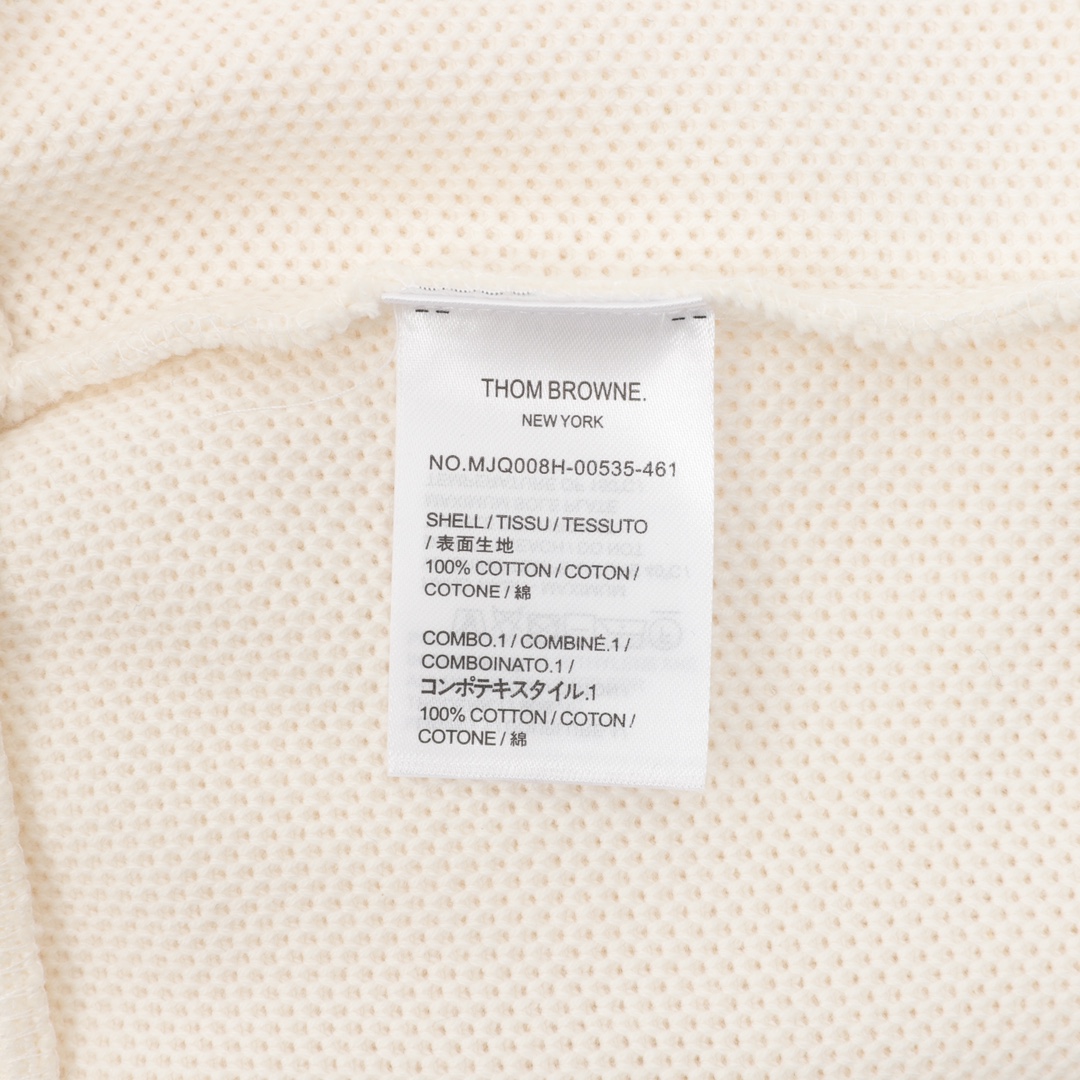 THOM BROWNE.
NEW YORK
NO.MJQ008H-00535-461
SHELL / TISSU / TESSUTO
/ 表面生地
100% COTTON / COTON /
COTONE / 綿
COMBO.1 / COMBINÉ.1 /
COMBOINATO.1 /
コンポテキスタイル.1
100% COTTON / COTON /
COTONE / 綿